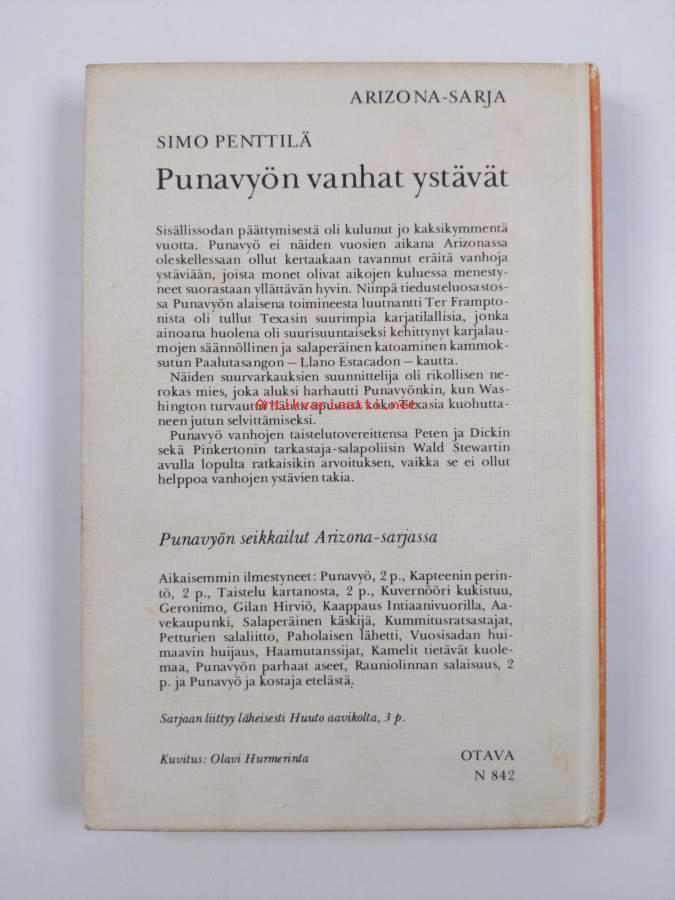 ARIZONA-SARJA
SIMO PENTTILÄ
Punavyön vanhat ystävät
Sisällissodan päättymisestä oli kulunut jo kaksikymmentä
vuotta. Punavyö ei näiden vuosien aikana Arizonassa
oleskellessaan ollut kertaakaan tavannut eräitä vanhoja
ystäviään, joista monet olivat aikojen kuluessa menesty-
neet suorastaan yllättävän hyvin. Niinpä tiedusteluosastos-
sa Punavyön alaisena toimineesta luutnantti Ter Frampto-
nista oli tullut Texasin suurimpia karjatilallisia, jonka
ainoana huolena oli suurisuuntaiseksi kehittynyt karjalau-
mojen säännöllinen ja salaperäinen katoaminen kammok-
sutun Paalutasangon – Llano Estacadon – kautta.
Näiden suurvarkauksien suunnittelija oli rikollisen ne-
rokas mies, joka aluksi harhautti Punavyönkin, kun Was-
hington turvautui hänen apuunsa koko Texasia kuohutta-
neen jutun selvittämiseksi.
Punavyö vanhojen taistelutovereittensa Peten ja Dickin
sekä Pinkertonin tarkastaja-salapoliisin Wald Stewartin
avulla lopulta ratkaisikin arvoituksen, vaikka se ei ollut
helppoa vanhojen ystävien takia.
Punavyön seikkailut Arizona-sarjassa
Aikaisemmin ilmestyneet: Punavyö, 2 p., Kapteenin perin-
tö, 2 p., Taistelu kartanosta, 2 p., Kuvernööri kukistuu,
Geronimo, Gilan Hirviö, Kaappaus Intiaanivuorilla, Aa-
vekaupunki, Salaperäinen käskijä, Kummitusratsastajat,
Petturien salaliitto, Paholaisen lähetti, Vuosisadan hui-
maavin huijaus, Haamutanssijat, Kamelit tietävät kuole-
maa, Punavyön parhaat aseet, Rauniolinnan salaisuus, 2
p. ja Punavyö ja kostaja etelästä.
Sarjaan liittyy läheisesti Huuto aavikolta, 3 p.
Kuvitus: Olavi Hurmerinta
OTAVA
N 842